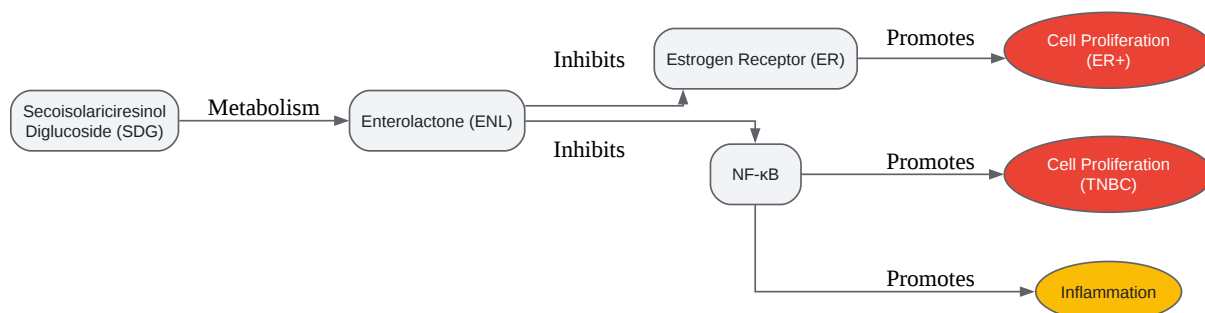 Secoisolariciresinol
Diglucoside (SDG)
Metabolism
Enterolactone (ENL)
Inhibits
Inhibits
Estrogen Receptor (ER)
NF-κB
Promotes
Promotes
Promotes
Cell Proliferation
(ER+)
Cell Proliferation
(TNBC)
Inflammation